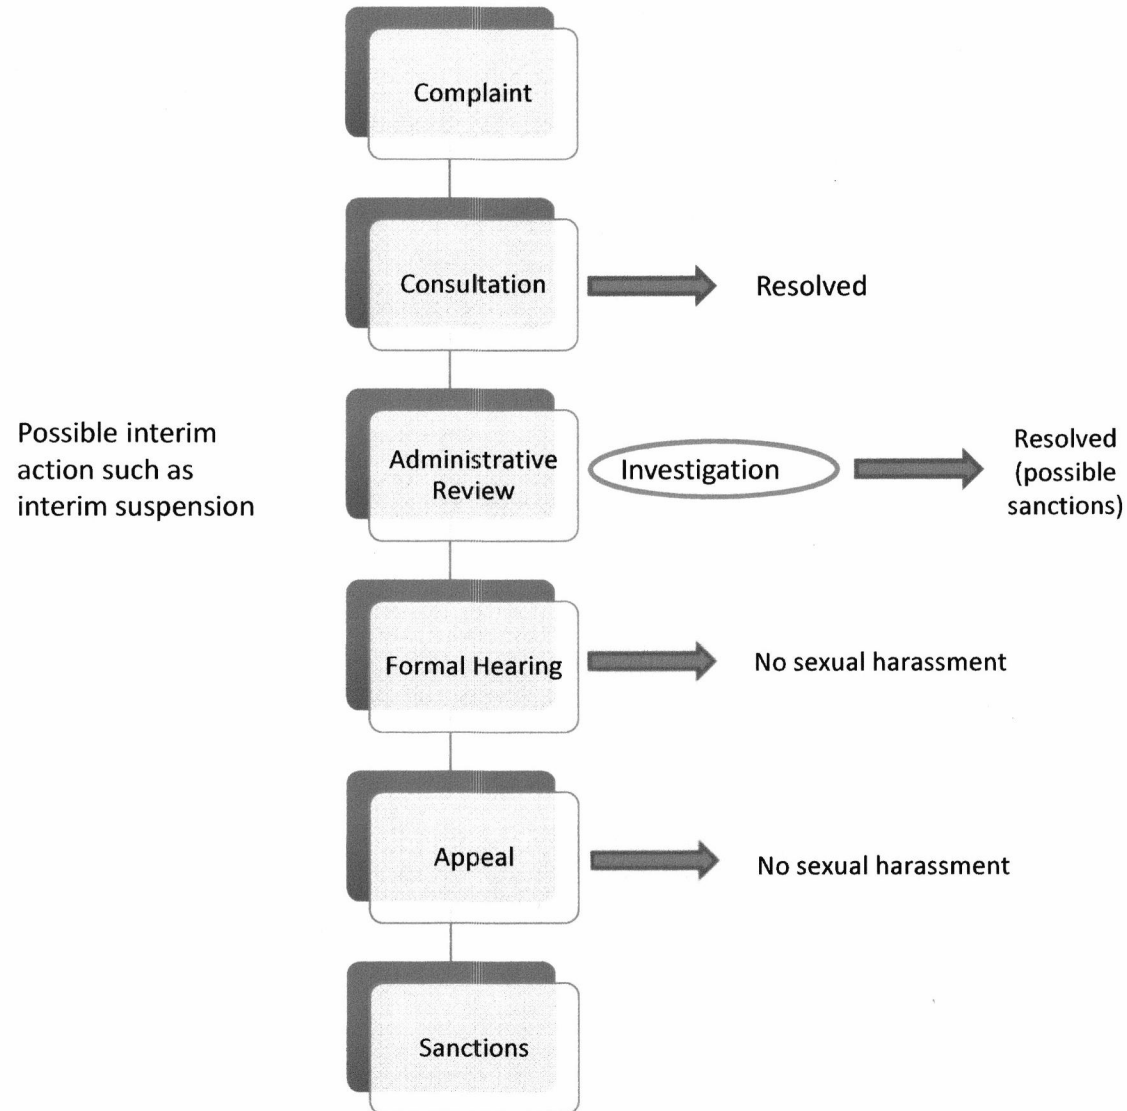 Complaint
Consultation
Resolved
Possible interim
action such as
interim suspension
Administrative
Review
Investigation
Resolved
(possible
sanctions)
Formal Hearing
No sexual harassment
Appeal
No sexual harassment
Sanctions